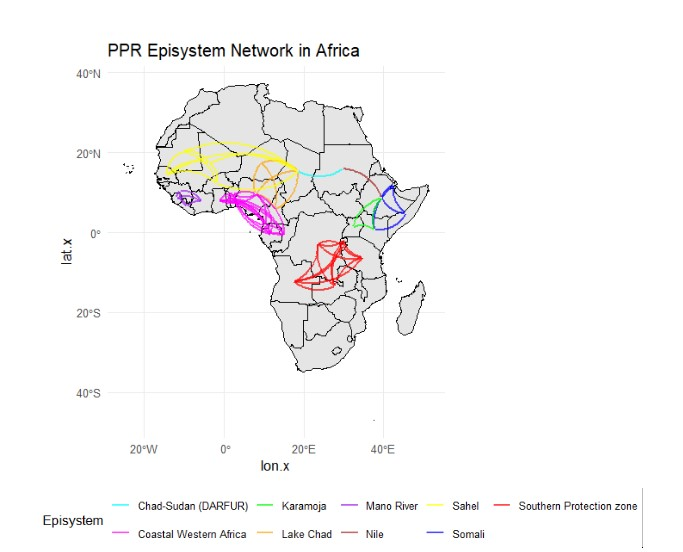 PPR Episystem Network in Africa
40°N
20°N
0°
20°S
40°S
lat.x
20°W 0° 20°E 40°E
lon.x
Episystem
Chad-Sudan (DARFUR) Karamoja Mano River Sahel Southern Protection zone
Coastal Western Africa Lake Chad Nile Somali